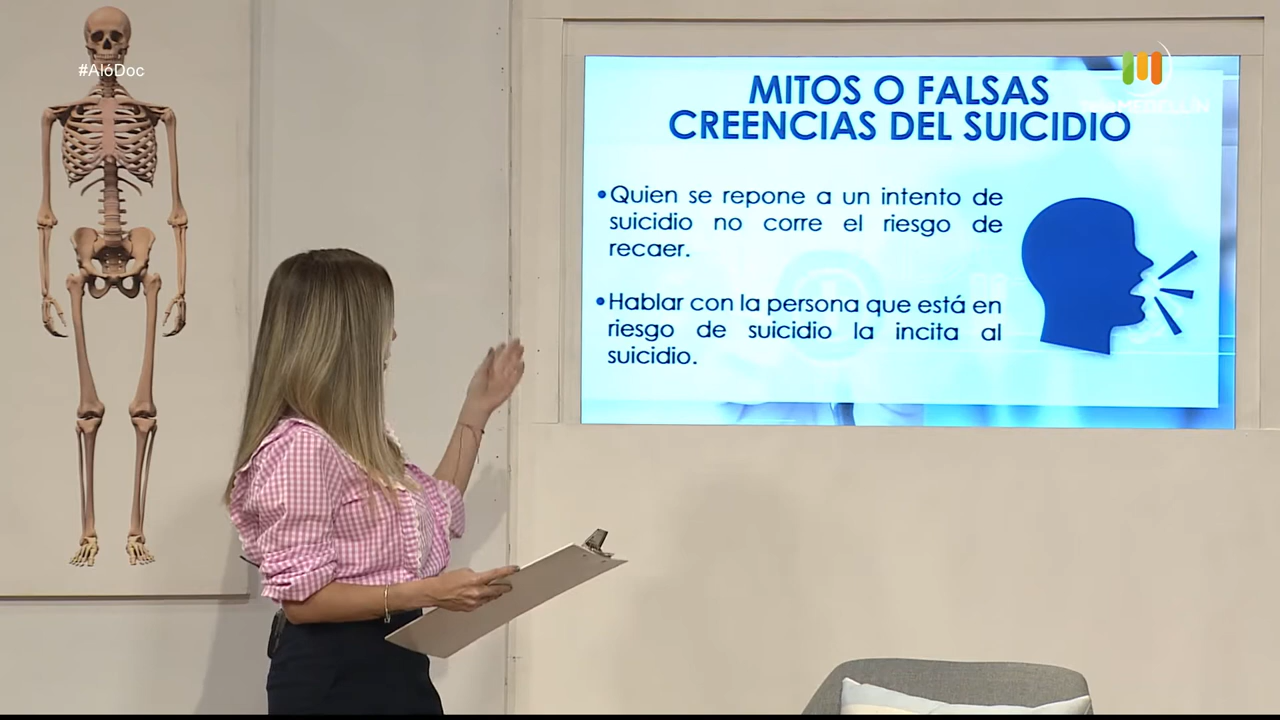 #AlóDoc
MEDELLÍN
MITOS O FALSAS
CREENCIAS DEL SUICIDIO
•Quien se repone a un intento de
suicidio no corre el riesgo de
recaer.
•Hablar con la persona que está en
riesgo de suicidio la incita al
suicidio.